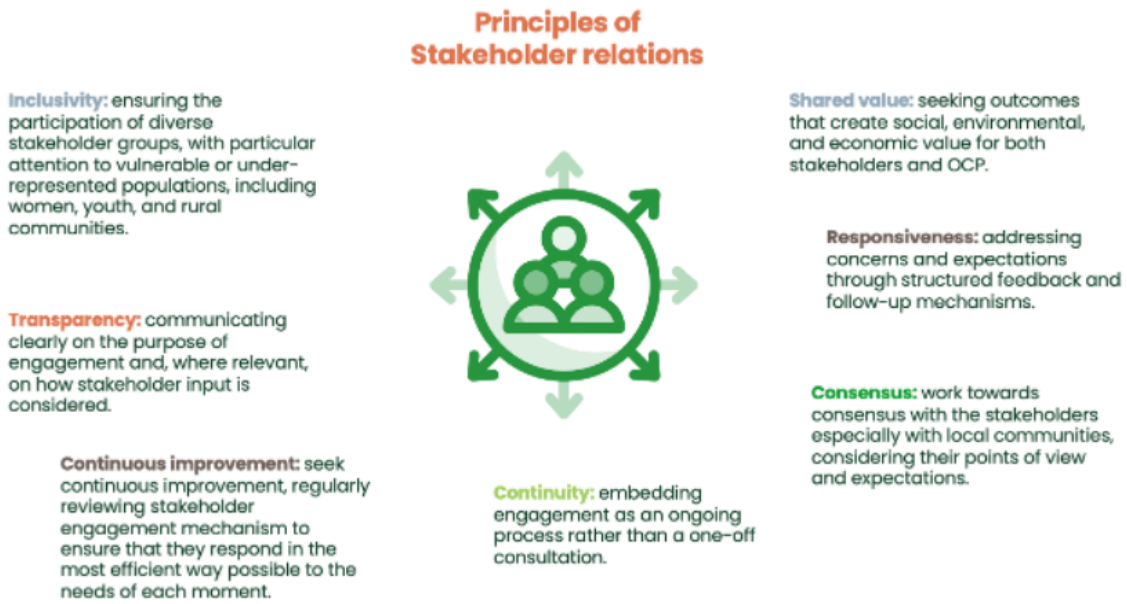 Principles of
Stakeholder relations
Inclusivity: ensuring the
participation of diverse
stakeholder groups, with particular
attention to vulnerable or under-
represented populations, including
women, youth, and rural
communities.
Transparency: communicating
clearly on the purpose of
engagement and, where relevant,
on how stakeholder input is
considered.
Continuous improvement: seek
continuous improvement, regularly
reviewing stakeholder
engagement mechanism to
ensure that they respond in the
most efficient way possible to the
needs of each moment.
Continuity: embedding
engagement as an ongoing
process rather than a one-off
consultation.
Shared value: seeking outcomes
that create social, environmental,
and economic value for both
stakeholders and OCP.
Responsiveness: addressing
concerns and expectations
through structured feedback and
follow-up mechanisms.
Consensus: work towards
consensus with the stakeholders
especially with local communities,
considering their points of view
and expectations.